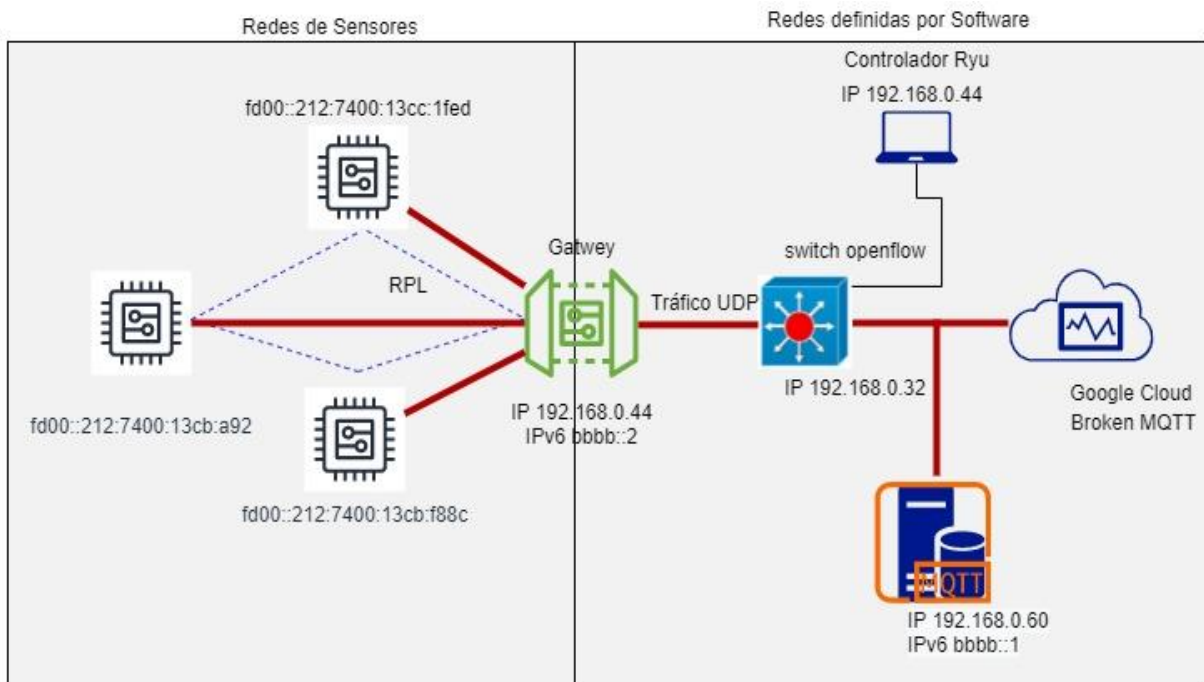 Redes de Sensores
Redes definidas por Software
Controlador Ryu
IP 192.168.0.44
fd00::212:7400:13cc:1fed
Gatwey
switch openflow
RPL
Tráfico UDP
IP 192.168.0.44
IPv6 bbbb::2
IP 192.168.0.32
Google Cloud
Broken MQTT
fd00::212:7400:13cb:a92
fd00::212:7400:13cb:f88c
MQTT
IP 192.168.0.60
IPv6 bbbb::1